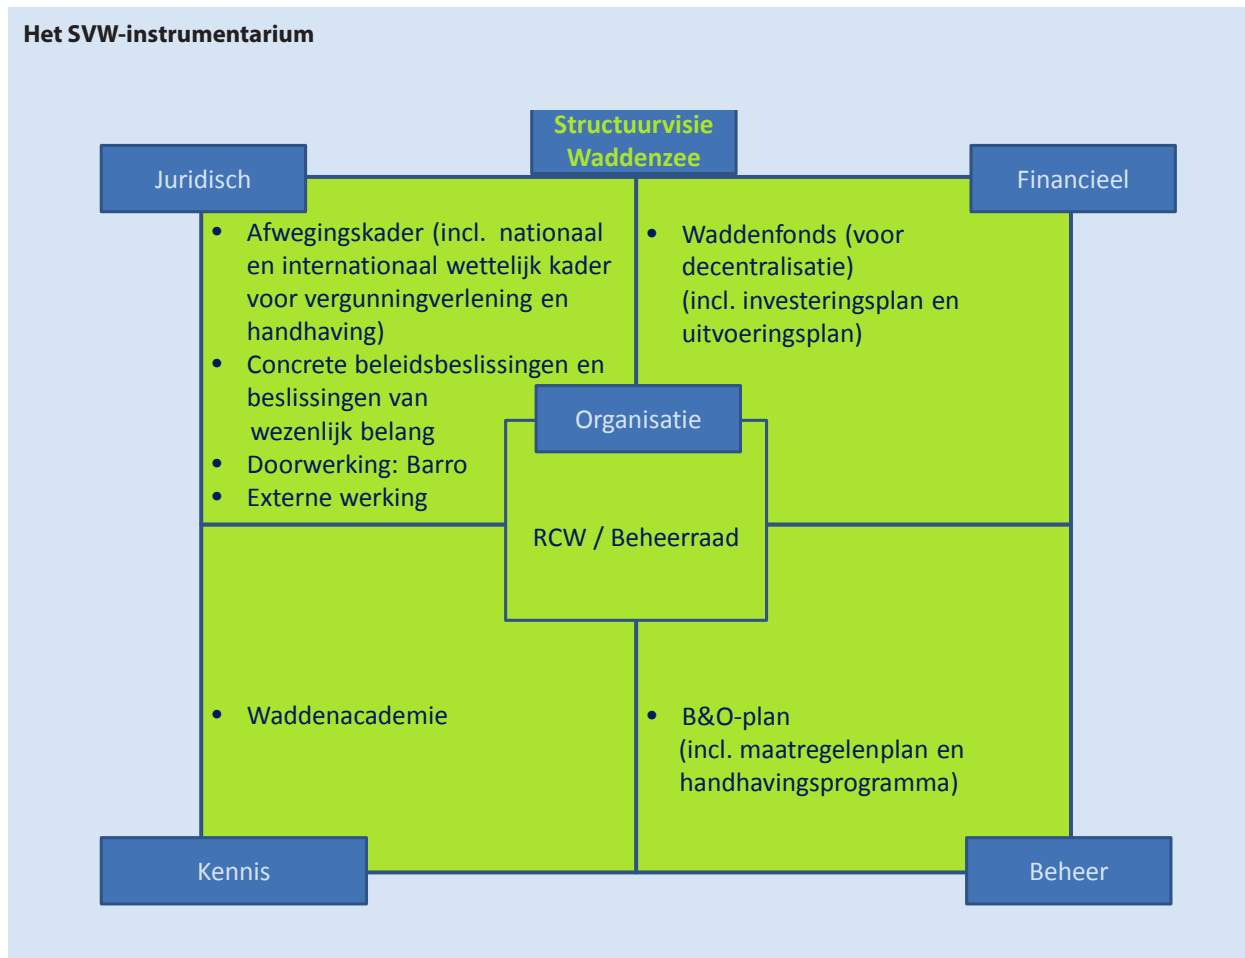 Het SVW-instrumentarium
Structuurvisie
Waddenzee
Juridisch
• Afwegingskader (incl. nationaal
en internationaal wettelijk kader
voor vergunningverlening en
handhaving)
• Concrete beleidsbeslissingen en
beslissingen van
wezenlijk belang
• Doorwerking: Barro
• Externe werking
Financieel
• Waddenfonds (voor
decentralisatie)
(incl. investeringsplan en
uitvoeringsplan)
Organisatie
RCW / Beheerraad
• Waddenacademie
Kennis
• B&O-plan
(incl. maatregelenplan en
handhavingsprogramma)
Beheer